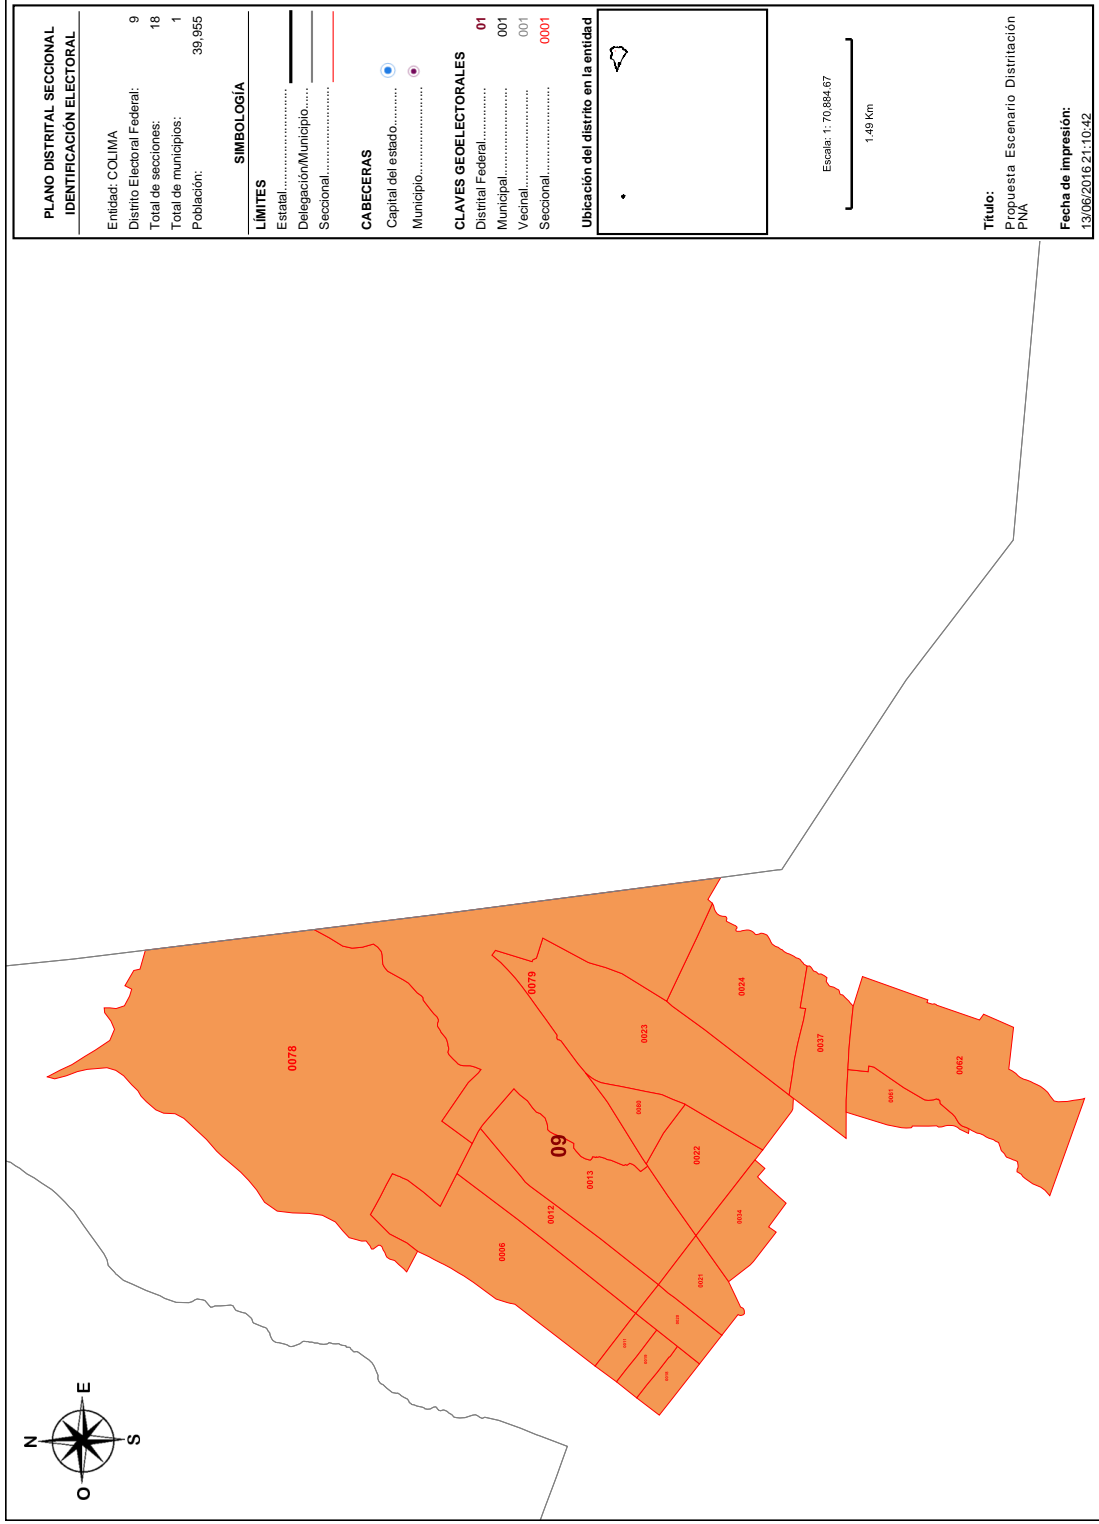 PLANO DISTRITAL SECCIONAL
IDENTIFICACIÓN ELECTORAL
Entidad: COLIMA
Distrito Electoral Federal: 9
Total de secciones: 18
Total de municipios: 1
Población: 39,955
SIMBOLOGÍA
LÍMITES
Estatal
Delegación/Municipio
Seccional
CABECERAS
Capital del estado
Municipio
CLAVES GEOELECTORALES
Distrital Federal 01
Municipal 001
Vecinal 001
Seccional 0001
Ubicación del distrito en la entidad
Escala: 1: 70,884.67
1.49 Km
Título:
Propuesta Escenario Distritación
PNA
Fecha de impresión:
13/06/2016 21:10:42
N
O
E
S
0078
0079
0024
0023
0037
0062
0061
09
0013
0022
0012
0006
0034
0021